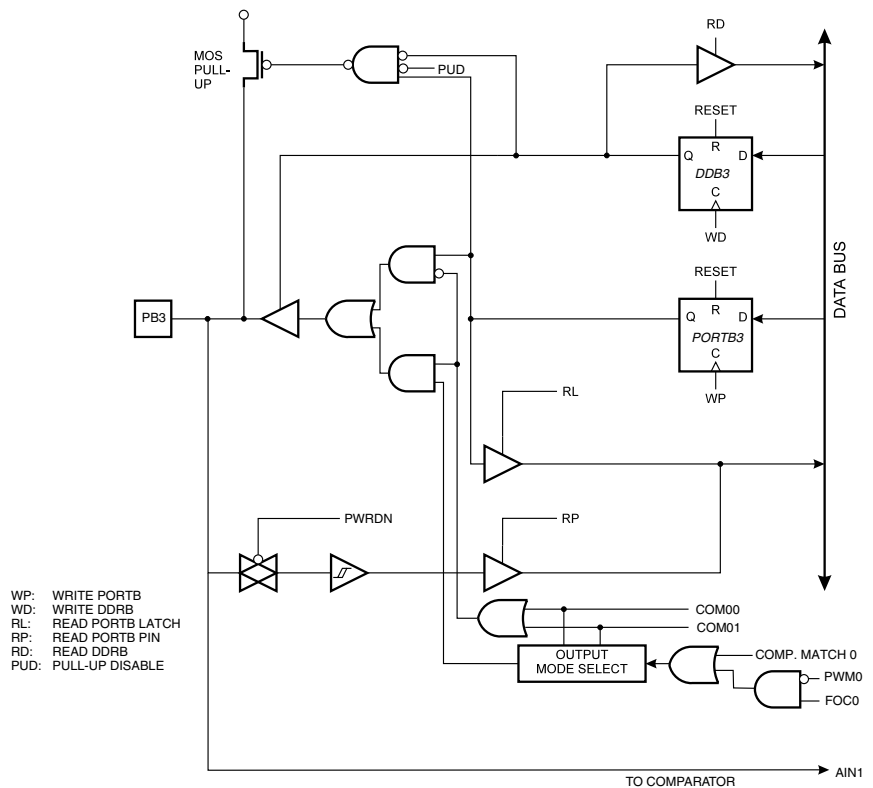 RD
MOS
PULL-
UP
PUD
RESET
R
Q
D
DDB3
C
WD
DATA BUS
RESET
R
Q
D
PORTB3
C
WP
PB3
RL
PWRDN
RP
WP: WRITE PORTB
WD: WRITE DDRB
RL: READ PORTB LATCH
RP: READ PORTB PIN
RD: READ DDRB
PUD: PULL-UP DISABLE
COM00
COM01
OUTPUT
MODE SELECT
COMP. MATCH 0
PWM0
FOC0
AIN1
TO COMPARATOR